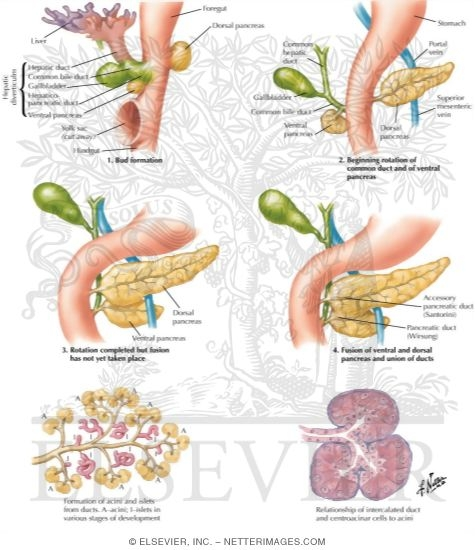 Foregut
Dorsal pancreas
Liver
Hepatic duct
Common bile duct
Gallbladder
Hepatico-
pancreatic duct
Ventral pancreas
Hepatic
diverticulum
Yolk sac
(cut away)
Hindgut
1. Bud formation
Stomach
Portal
vein
Common
hepatic
duct
Gallbladder
Common bile duct
Ventral
pancreas
Dorsal
pancreas
Superior
mesenteric
vein
2. Beginning rotation of
common duct and of ventral
pancreas
Dorsal
pancreas
Ventral pancreas
3. Rotation completed but fusion
has not yet taken place
Accessory
pancreatic duct
(Santorini)
Pancreatic duct
(Wirsung)
4. Fusion of ventral and dorsal
pancreas and union of ducts
A
A
A
A
A
A
I
I
I
I
Formation of acini and islets
from ducts. A–acini; I–islets in
various stages of development
Relationship of intercalated duct
and centroacinar cells to acini
F. Netter
ELSEVIER
© ELSEVIER, INC. – NETTERIMAGES.COM